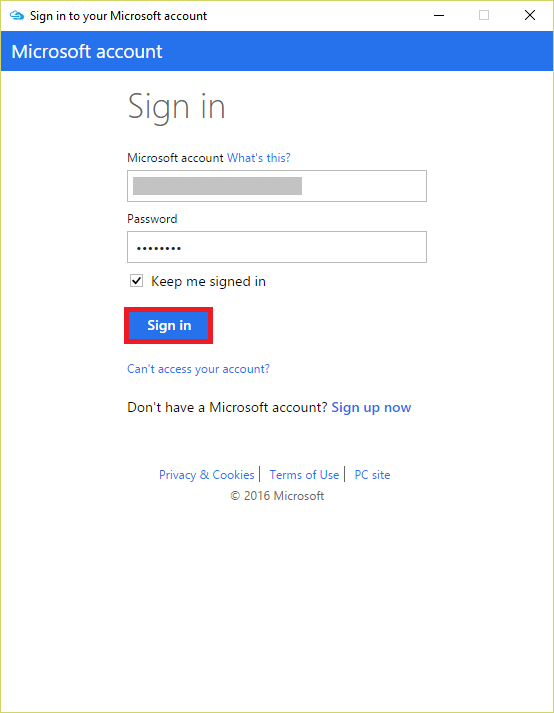 Sign in to your Microsoft account
Microsoft account
Sign in
Microsoft account What's this?
Password
••••••••
Keep me signed in
Sign in
Can't access your account?
Don't have a Microsoft account? Sign up now
Privacy & Cookies | Terms of Use | PC site
© 2016 Microsoft